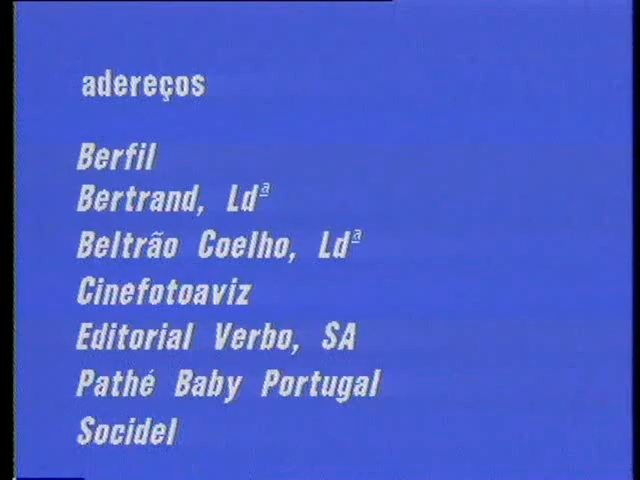 adereços
Berfil
Bertrand, Ldª
Beltrão Coelho, Ldª
Cinefotoaviz
Editorial Verbo, SA
Pathé Baby Portugal
Socidel